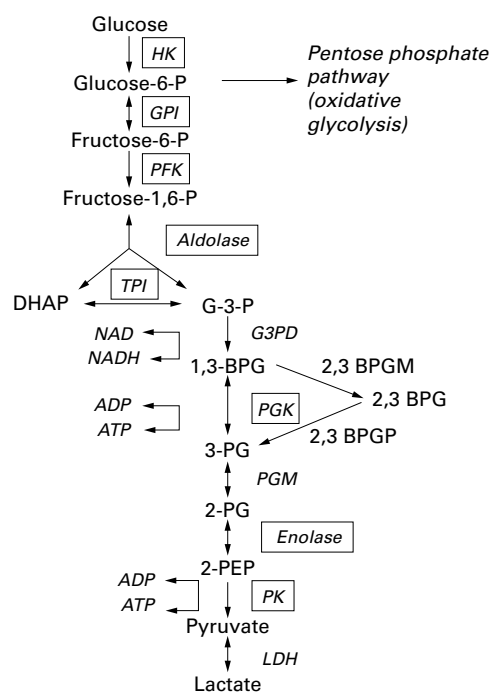 Glucose
HK
Glucose-6-P
Pentose phosphate
pathway
(oxidative
glycolysis)
GPI
Fructose-6-P
PFK
Fructose-1,6-P
Aldolase
TPI
DHAP
G-3-P
NAD
G3PD
NADH
1,3-BPG
2,3 BPGM
ADP
PGK
2,3 BPG
ATP
2,3 BPGP
3-PG
PGM
2-PG
Enolase
2-PEP
ADP
PK
ATP
Pyruvate
LDH
Lactate